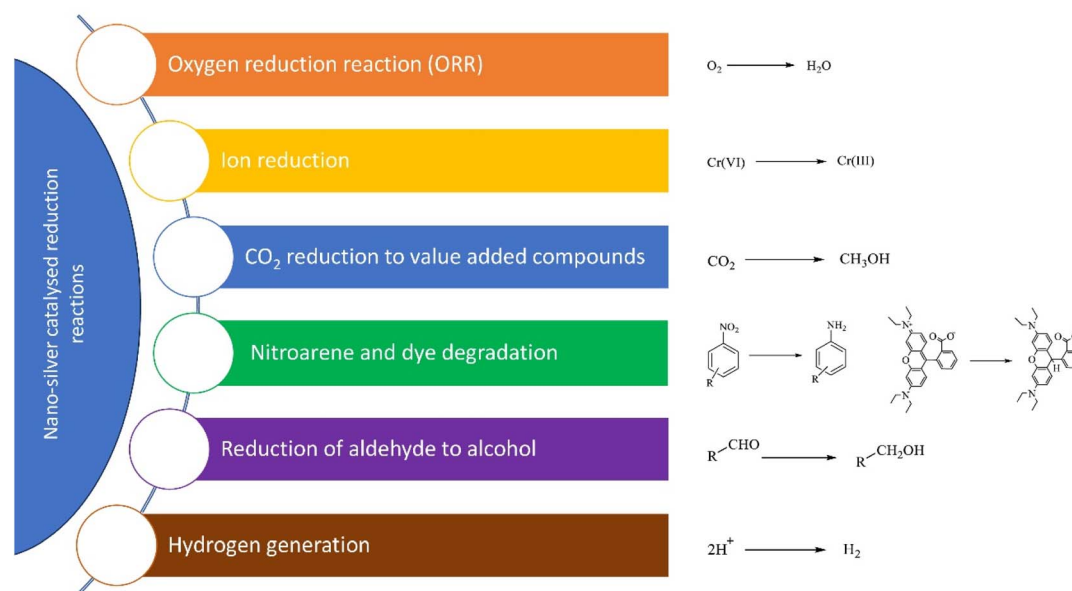 Nano-silver catalysed reduction
reactions
Oxygen reduction reaction (ORR)
O₂ → H₂O
Ion reduction
Cr(VI) → Cr(III)
CO₂ reduction to value added compounds
CO₂ → CH₃OH
Nitroarene and dye degradation
NO₂
R
NH₂
R
N⁺
O
N
O
O⁻
N
O
N
H
O
R CHO → R CH₂OH
Reduction of aldehyde to alcohol
Hydrogen generation
2H⁺ → H₂